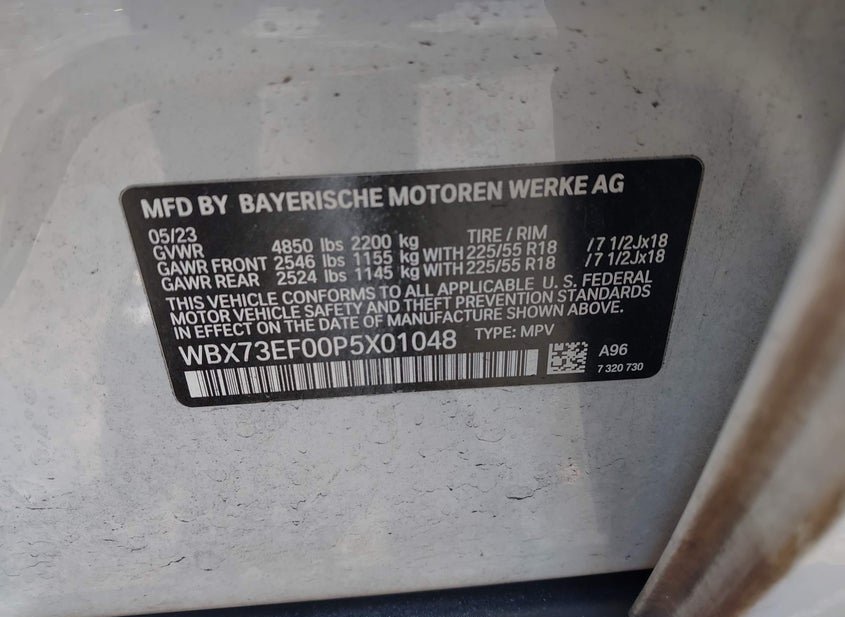 MFD BY BAYERISCHE MOTOREN WERKE AG
05/23 TIRE / RIM
GVWR 4850 lbs 2200 kg
GAWR FRONT 2546 lbs 1155 kg WITH 225/55 R18 /7 1/2Jx18
GAWR REAR 2524 lbs 1145 kg WITH 225/55 R18 /7 1/2Jx18
THIS VEHICLE CONFORMS TO ALL APPLICABLE U. S. FEDERAL
MOTOR VEHICLE SAFETY AND THEFT PREVENTION STANDARDS
IN EFFECT ON THE DATE OF MANUFACTURE SHOWN ABOVE.
WBX73EF00P5X01048 TYPE: MPV
A96
7 320 730